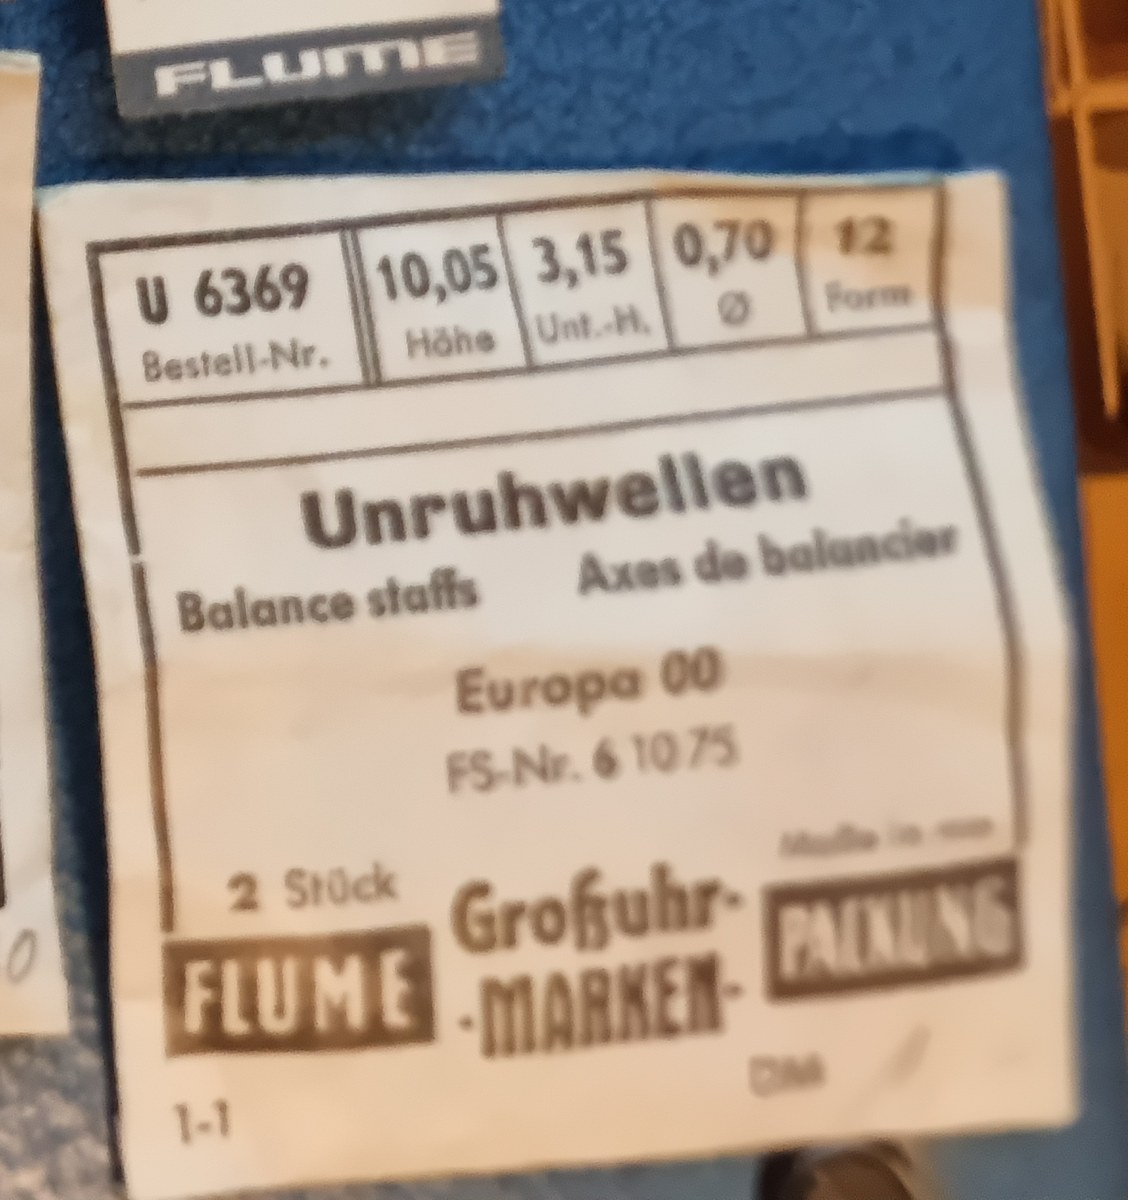 FLUME
U 6369 10,05 3,15 0,70 12
Bestell-Nr. Höhe Unt.-H. Ø Form
Unruhwellen
Balance staffs Axes de balancier
Europa 00
FS-Nr. 6 10 75
Maße in mm
2 Stück
FLUME Großuhr- PACKUNG
-MARKEN-
DM
1-1
0